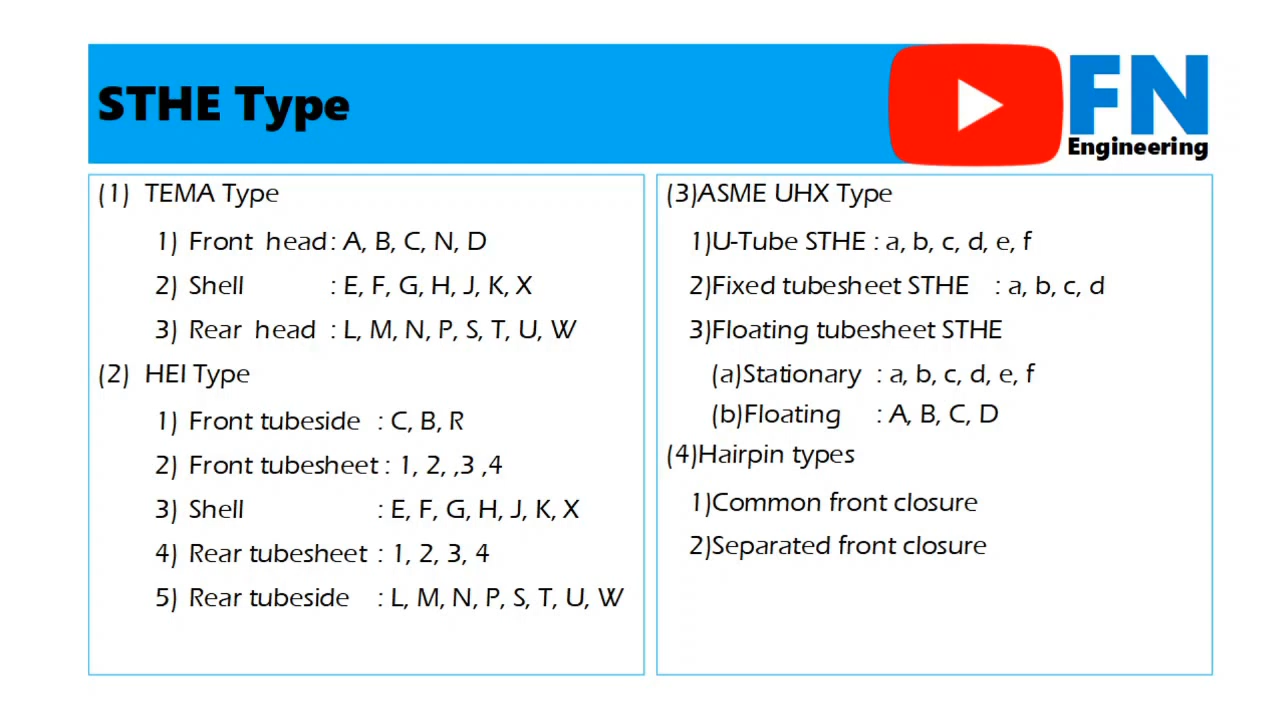 STHE Type
FN
Engineering
(1) TEMA Type
1) Front head : A, B, C, N, D
2) Shell : E, F, G, H, J, K, X
3) Rear head : L, M, N, P, S, T, U, W
(2) HEI Type
1) Front tubeside : C, B, R
2) Front tubesheet : 1, 2, ,3 ,4
3) Shell : E, F, G, H, J, K, X
4) Rear tubesheet : 1, 2, 3, 4
5) Rear tubeside : L, M, N, P, S, T, U, W
(3)ASME UHX Type
1)U-Tube STHE : a, b, c, d, e, f
2)Fixed tubesheet STHE : a, b, c, d
3)Floating tubesheet STHE
(a)Stationary : a, b, c, d, e, f
(b)Floating : A, B, C, D
(4)Hairpin types
1)Common front closure
2)Separated front closure